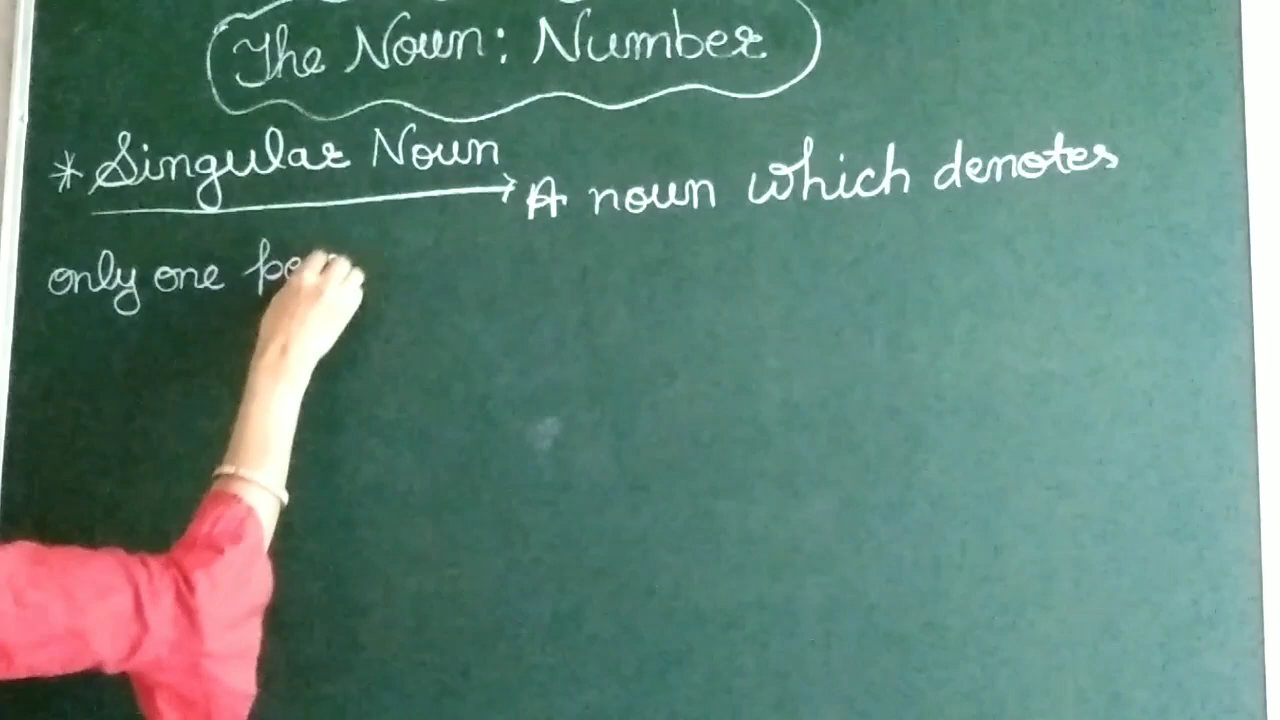 The Noun: Number
* Singular Noun → A noun which denotes
only one